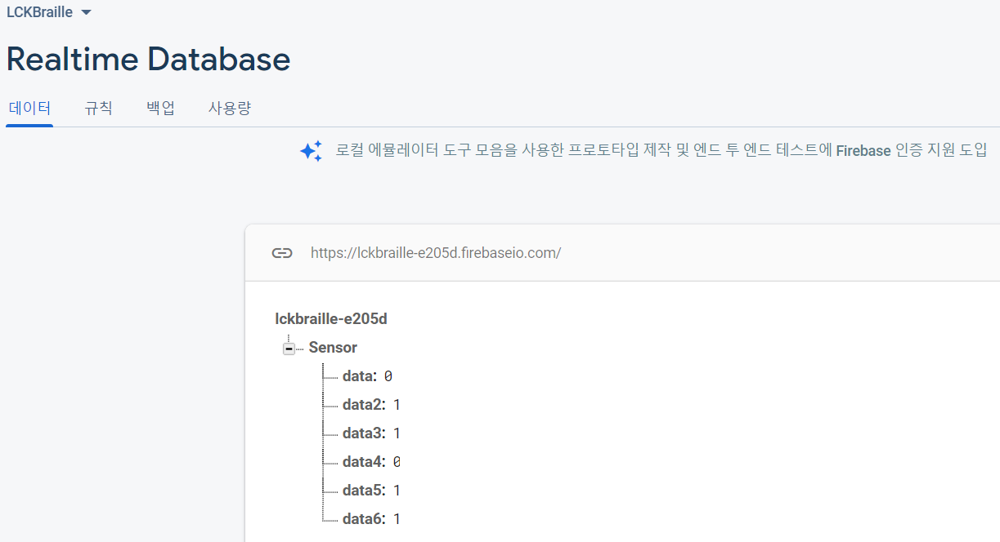 LCKBraille
Realtime Database
데이터 규칙 백업 사용량
로컬 에뮬레이터 도구 모음을 사용한 프로토타입 제작 및 엔드 투 엔드 테스트에 Firebase 인증 지원 도입
https://lckbraille-e205d.firebaseio.com/
lckbraille-e205d
Sensor
data: 0
data2: 1
data3: 1
data4: 0
data5: 1
data6: 1